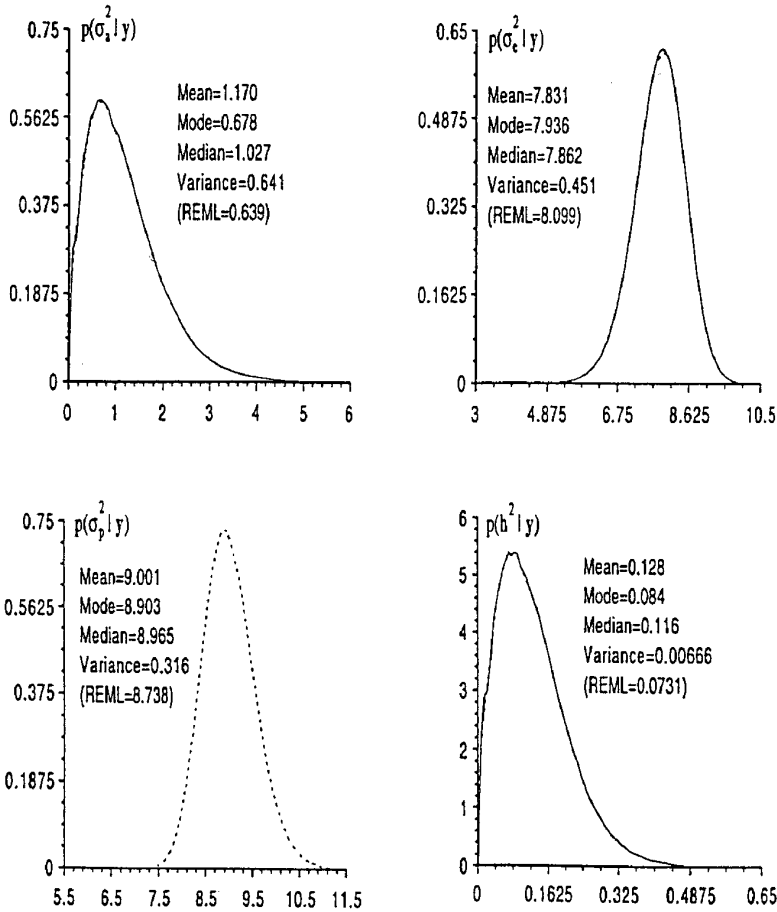 p(σ²ₐ | y)
0.75
0.5625
0.375
0.1875
0
Mean=1.170
Mode=0.678
Median=1.027
Variance=0.641
(REML=0.639)
0 1 2 3 4 5 6
p(σ²ₑ | y)
0.65
0.4875
0.325
0.1625
0
Mean=7.831
Mode=7.936
Median=7.862
Variance=0.451
(REML=8.099)
3 4.875 6.75 8.625 10.5
p(σ²ₚ | y)
0.75
0.5625
0.375
0.1875
0
Mean=9.001
Mode=8.903
Median=8.965
Variance=0.316
(REML=8.738)
5.5 6.5 7.5 8.5 9.5 10.5 11.5
p(h² | y)
6
5
4
3
2
1
0
Mean=0.128
Mode=0.084
Median=0.116
Variance=0.00666
(REML=0.0731)
0 0.1625 0.325 0.4875 0.65